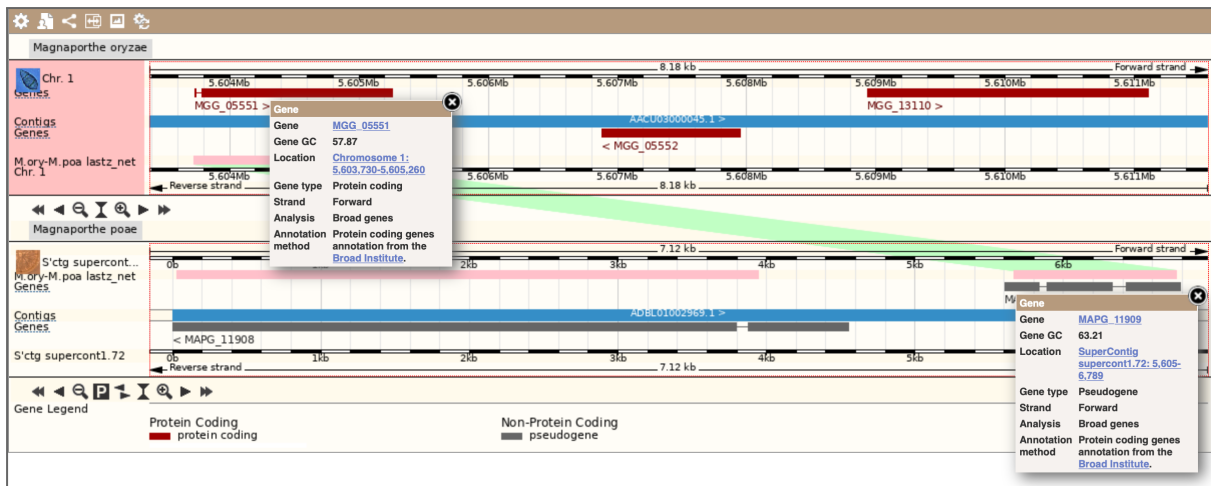 Magnaporthe oryzae
8.18 kb
Forward strand
Chr. 1
5.604Mb 5.605Mb 5.606Mb 5.607Mb 5.608Mb 5.609Mb 5.610Mb 5.611Mb
Genes
MGG_05551 >
MGG_13110 >
Contigs
AACU03000045.1 >
Genes
< MGG_05552
M.ory-M.poa lastz_net
Chr. 1
5.604Mb 5.606Mb 5.607Mb 5.608Mb 5.609Mb 5.610Mb 5.611Mb
Reverse strand
8.18 kb
Gene
Gene MGG_05551
Gene GC 57.87
Location Chromosome 1:
5,603,730-5,605,260
Gene type Protein coding
Strand Forward
Analysis Broad genes
Annotation Protein coding genes
method annotation from the
Broad Institute.
Magnaporthe poae
7.12 kb
Forward strand
S'ctg supercont...
0b 2kb 3kb 4kb 5kb 6kb
M.ory-M.poa lastz_net
Genes
Contigs
ADBL01002969.1 >
Genes
< MAPG_11908
S'ctg supercont1.72
0b 1kb 2kb 3kb 4kb 5kb
Reverse strand
7.12 kb
Gene
Gene MAPG_11909
Gene GC 63.21
Location SuperContig
supercont1.72: 5,605-
6,789
Gene type Pseudogene
Strand Forward
Analysis Broad genes
Annotation Protein coding genes
method annotation from the
Broad Institute.
P
Gene Legend
Protein Coding
protein coding
Non-Protein Coding
pseudogene